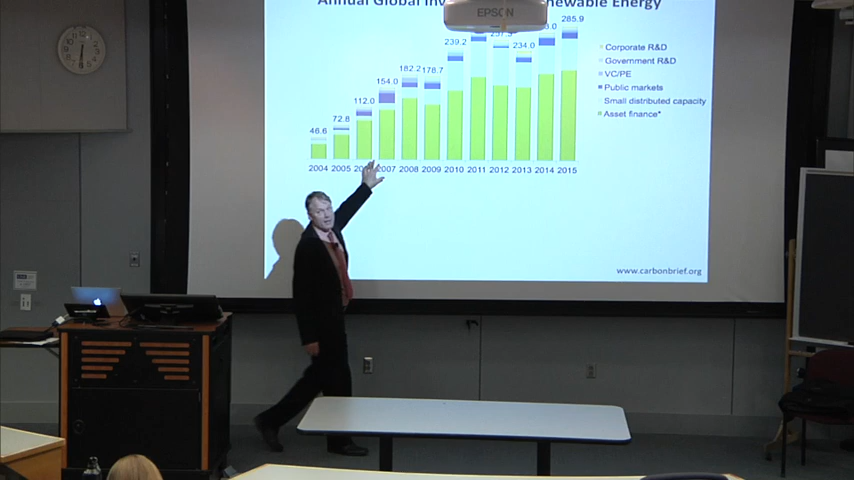 Annual Global Inv newable Energy
EPSON
285.9
239.2
234.0
182.2
178.7
154.0
112.0
72.8
46.6
Corporate R&D
Government R&D
VC/PE
Public markets
Small distributed capacity
Asset finance*
2004 2005 2007 2008 2009 2010 2011 2012 2013 2014 2015
www.carbonbrief.org